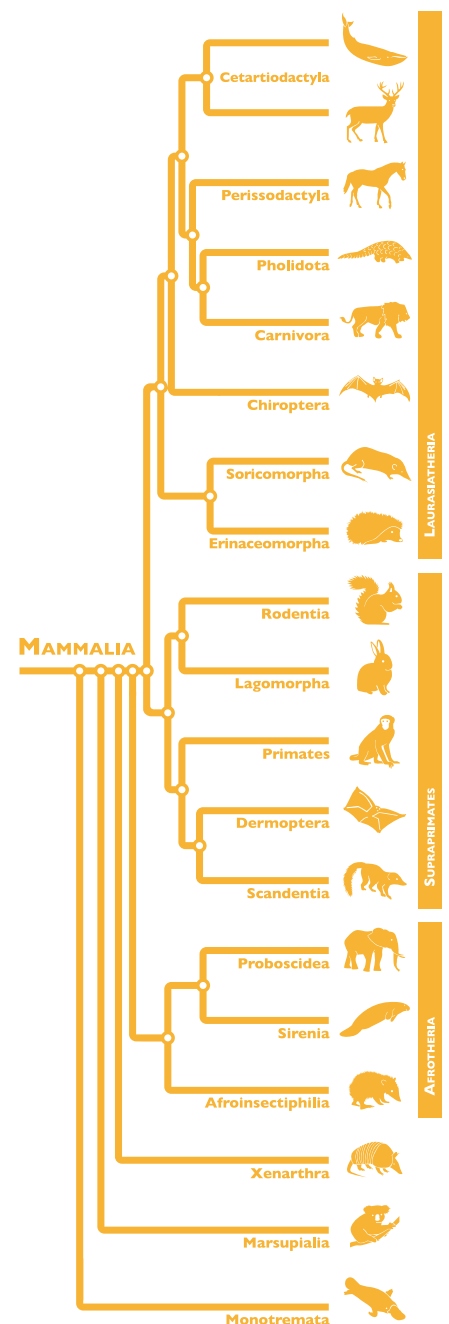 Cetartiodactyla
Perissodactyla
Pholidota
Carnivora
Chiroptera
Soricomorpha
Erinaceomorpha
LAURASIATHERIA
MAMMALIA
Rodentia
Lagomorpha
Primates
Dermoptera
Scandentia
SUPRAPRIMATES
Proboscidea
Sirenia
Afroinsectiphilia
AFROTHERIA
Xenarthra
Marsupialia
Monotremata